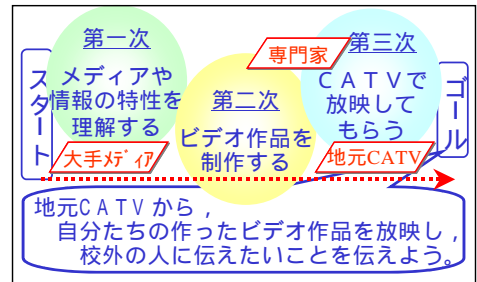 スタート
第一次
メディアや
情報の特性を
理解する
大手ﾒﾃﾞｨｱ
第二次
ビデオ作品を
制作する
専門家
第三次
ＣＡＴＶで
放映して
もらう
地元CATV
ゴール
地元ＣＡＴＶから，
自分たちの作ったビデオ作品を放映し，
校外の人に伝えたいことを伝えよう。